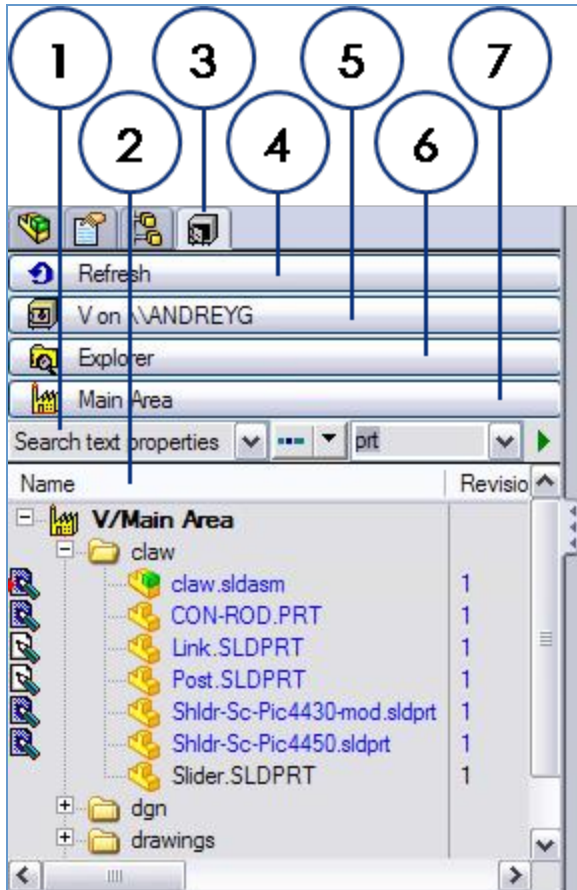 1 3 5 7
2 4 6
Refresh
V on \\ANDREYG
Explorer
Main Area
Search text properties prt
Name Revisio
V/Main Area
claw
claw.sldasm 1
CON-ROD.PRT 1
Link.SLDPRT 1
Post.SLDPRT 1
Shldr-Sc-Pic4430-mod.sldprt 1
Shldr-Sc-Pic4450.sldprt 1
Slider.SLDPRT 1
dgn
drawings